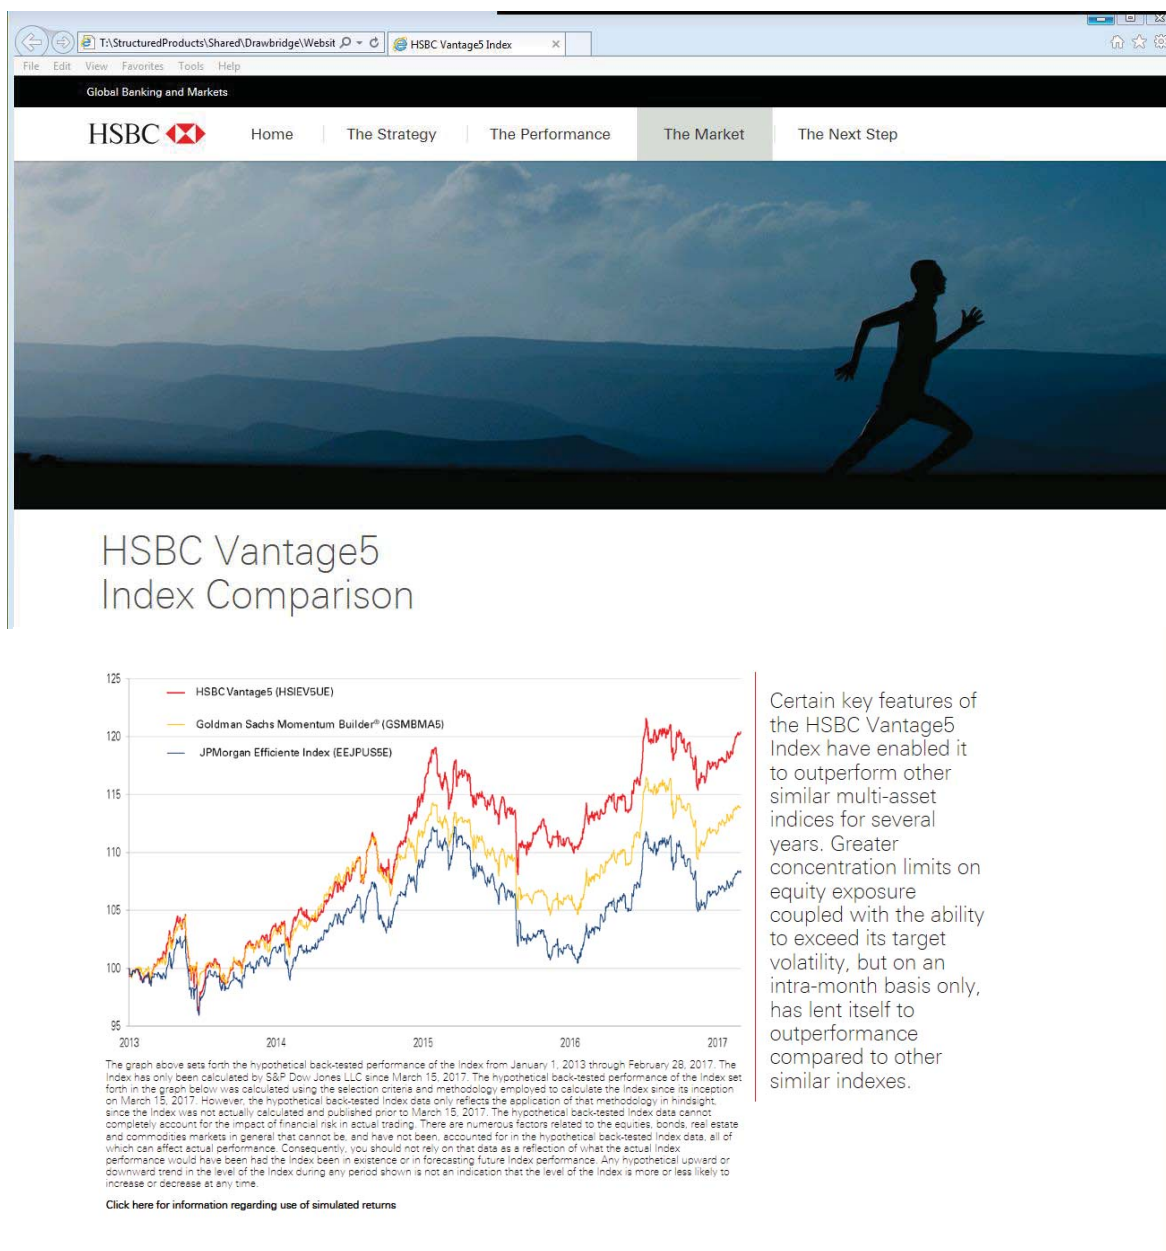 T:\StructuredProducts\Shared\Drawbridge\Websit
HSBC Vantage5 Index
File Edit View Favorites Tools Help
Global Banking and Markets
HSBC
Home
The Strategy
The Performance
The Market
The Next Step
HSBC Vantage5
Index Comparison
125
120
115
110
105
100
95
HSBC Vantage5 (HSIEV5UE)
Goldman Sachs Momentum Builder® (GSMBMA5)
JPMorgan Efficiente Index (EEJPUS5E)
2013
2014
2015
2016
2017
Certain key features of
the HSBC Vantage5
Index have enabled it
to outperform other
similar multi-asset
indices for several
years. Greater
concentration limits on
equity exposure
coupled with the ability
to exceed its target
volatility, but on an
intra-month basis only,
has lent itself to
outperformance
compared to other
similar indexes.
The graph above sets forth the hypothetical back-tested performance of the Index from January 1, 2013 through February 28, 2017. The
Index has only been calculated by S&P Dow Jones LLC since March 15, 2017. The hypothetical back-tested performance of the Index set
forth in the graph below was calculated using the selection criteria and methodology employed to calculate the Index since its inception
on March 15, 2017. However, the hypothetical back-tested Index data only reflects the application of that methodology in hindsight,
since the Index was not actually calculated and published prior to March 15, 2017. The hypothetical back-tested Index data cannot
completely account for the impact of financial risk in actual trading. There are numerous factors related to the equities, bonds, real estate
and commodities markets in general that cannot be, and have not been, accounted for in the hypothetical back-tested Index data, all of
which can affect actual performance. Consequently, you should not rely on that data as a reflection of what the actual Index
performance would have been had the Index been in existence or in forecasting future Index performance. Any hypothetical upward or
downward trend in the level of the Index during any period shown is not an indication that the level of the Index is more or less likely to
increase or decrease at any time.
Click here for information regarding use of simulated returns